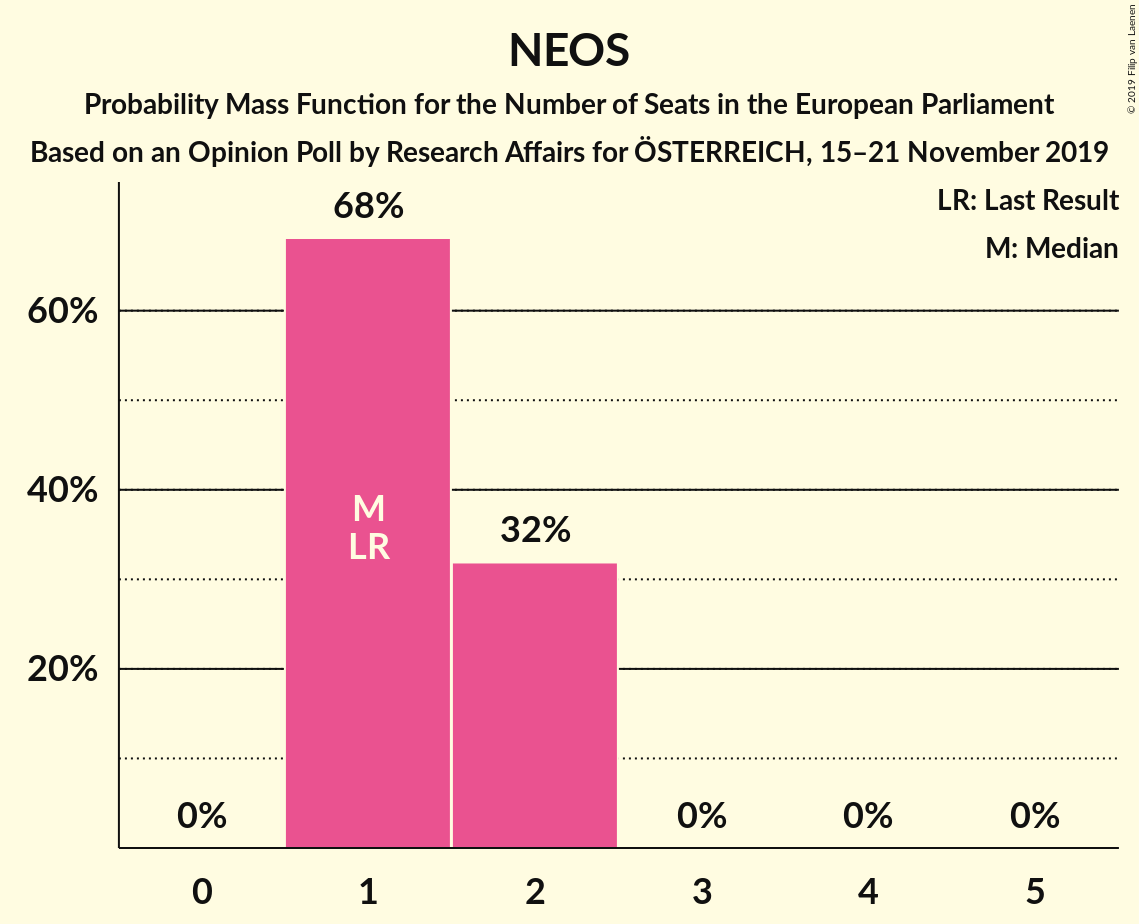 NEOS
Probability Mass Function for the Number of Seats in the European Parliament
Based on an Opinion Poll by Research Affairs for ÖSTERREICH, 15–21 November 2019
© 2019 Filip van Laenen
LR: Last Result
M: Median
68%
60%
40%
M
LR
32%
20%
0%
0%
0%
0%
0
1
2
3
4
5